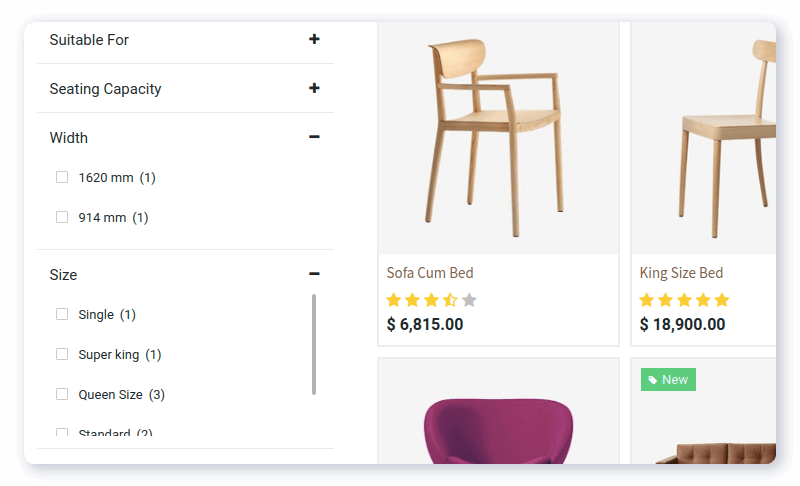 Suitable For
Seating Capacity
Width
1620 mm (1)
914 mm (1)
Size
Single (1)
Super king (1)
Queen Size (3)
Standard (2)
Sofa Cum Bed
$ 6,815.00
King Size Bed
$ 18,900.00
New